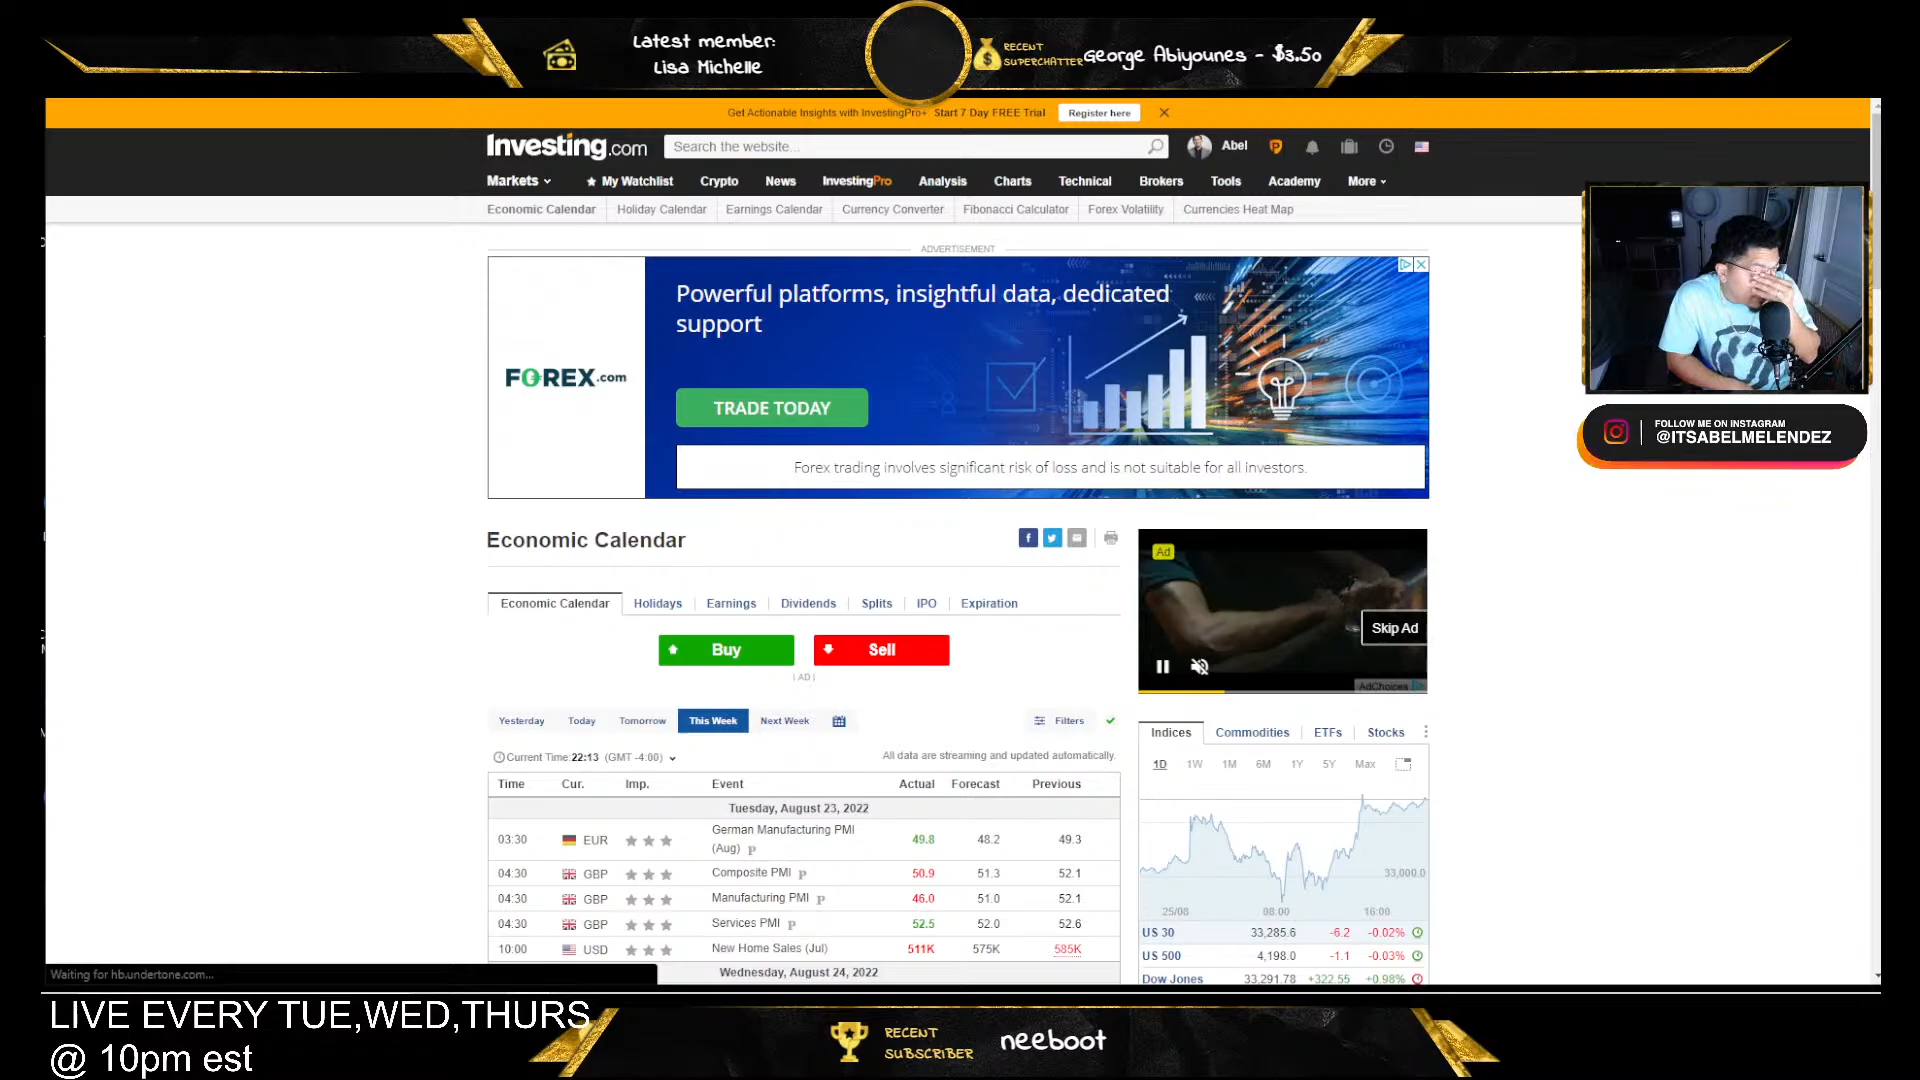 Latest member:
Lisa Michelle
RECENT
SUPERCHATTER
George Abiyounes - $3.50
Get Actionable Insights with InvestingPro+ Start 7 Day FREE Trial
Register here
Investing.com
Search the website...
Abel
Markets
My Watchlist
Crypto
News
InvestingPro
Analysis
Charts
Technical
Brokers
Tools
Academy
More
Economic Calendar
Holiday Calendar
Earnings Calendar
Currency Converter
Fibonacci Calculator
Forex Volatility
Currencies Heat Map
ADVERTISEMENT
Powerful platforms, insightful data, dedicated
support
FOREX.com
TRADE TODAY
Forex trading involves significant risk of loss and is not suitable for all investors.
FOLLOW ME ON INSTAGRAM
@ITSABELMELENDEZ
Economic Calendar
Ad
Skip Ad
AdChoices
Economic Calendar
Holidays
Earnings
Dividends
Splits
IPO
Expiration
Buy
Sell
| AD |
Yesterday
Today
Tomorrow
This Week
Next Week
Filters
Current Time: 22:13 (GMT -4:00)
All data are streaming and updated automatically.
Time Cur. Imp. Event Actual Forecast Previous
Tuesday, August 23, 2022
03:30 EUR German Manufacturing PMI
(Aug) P 49.8 48.2 49.3
04:30 GBP Composite PMI P 50.9 51.3 52.1
04:30 GBP Manufacturing PMI P 46.0 51.0 52.1
04:30 GBP Services PMI P 52.5 52.0 52.6
10:00 USD New Home Sales (Jul) 511K 575K 585K
Wednesday, August 24, 2022
Indices
Commodities
ETFs
Stocks
1D 1W 1M 6M 1Y 5Y Max
33,000.0
25/08 08:00 16:00
US 30 33,285.6 -6.2 -0.02%
US 500 4,198.0 -1.1 -0.03%
Dow Jones 33,291.78 +322.55 +0.98%
Waiting for hb.undertone.com...
LIVE EVERY TUE,WED,THURS
@ 10pm est
RECENT
SUBSCRIBER
neeboot